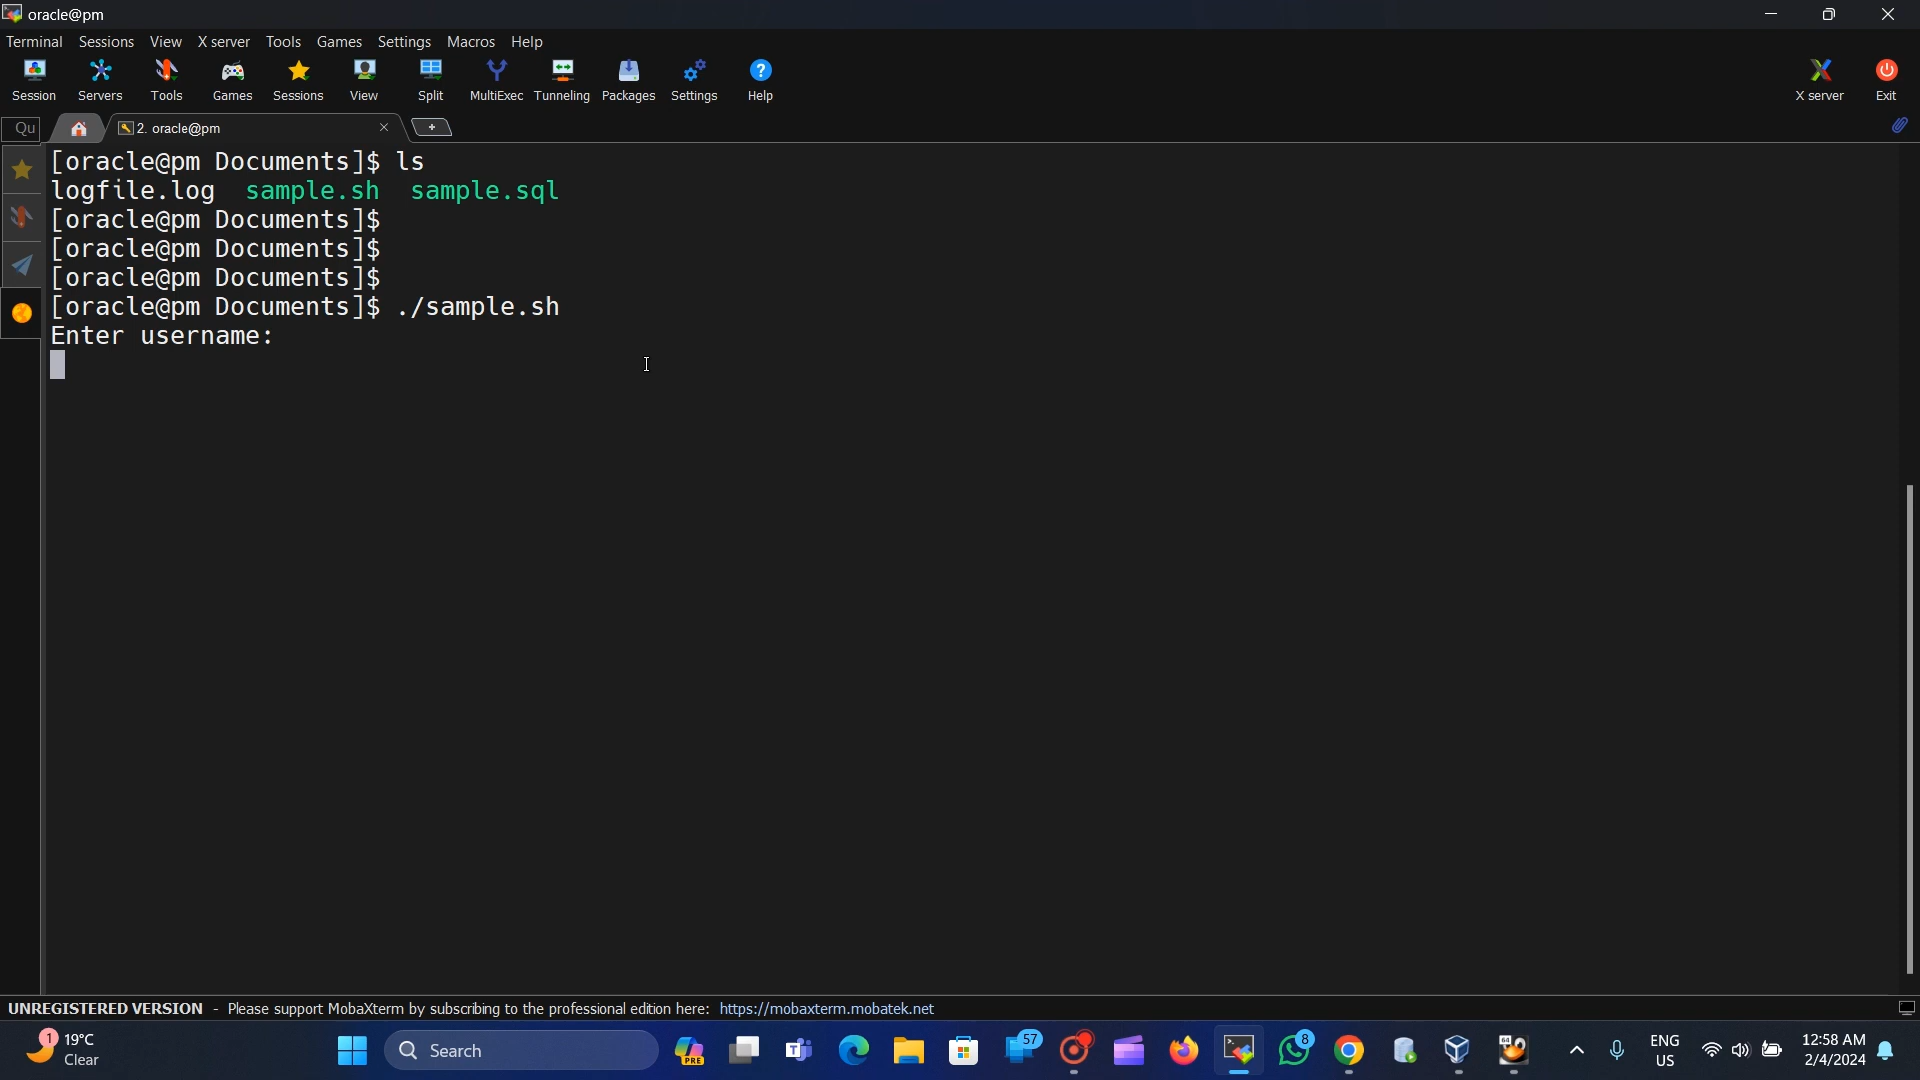 oracle@pm
Terminal Sessions View X server Tools Games Settings Macros Help
Session Servers Tools Games Sessions View Split MultiExec Tunneling Packages Settings Help X server Exit
Qu 2. oracle@pm
[oracle@pm Documents]$ ls
logfile.log sample.sh sample.sql
[oracle@pm Documents]$
[oracle@pm Documents]$
[oracle@pm Documents]$
[oracle@pm Documents]$ ./sample.sh
Enter username:
UNREGISTERED VERSION - Please support MobaXterm by subscribing to the professional edition here: https://mobaxterm.mobatek.net
1 19°C
Clear
Search
PRE
57
8
64
ENG
US
12:58 AM
2/4/2024